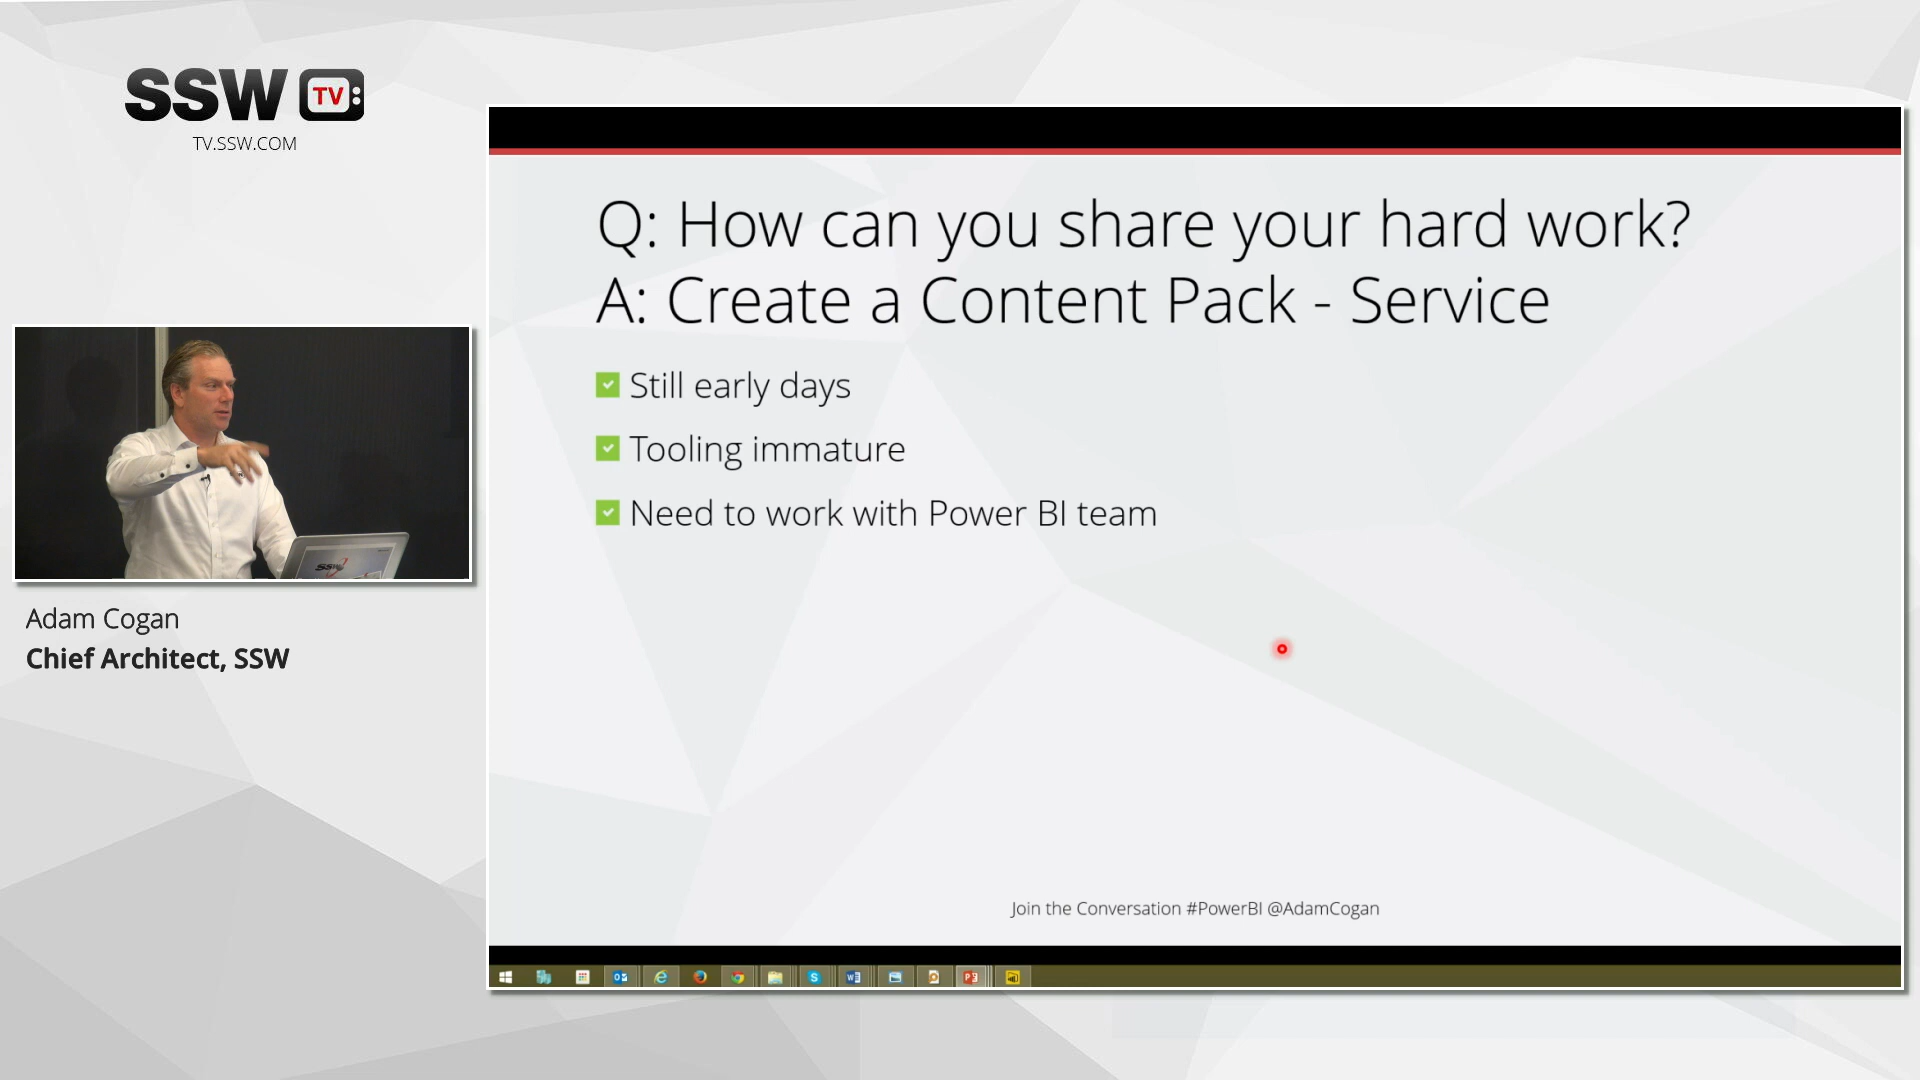 SSW TV
TV.SSW.COM
Q: How can you share your hard work?
A: Create a Content Pack - Service
Still early days
Tooling immature
Need to work with Power BI team
SSW
Adam Cogan
Chief Architect, SSW
Join the Conversation #PowerBI @AdamCogan